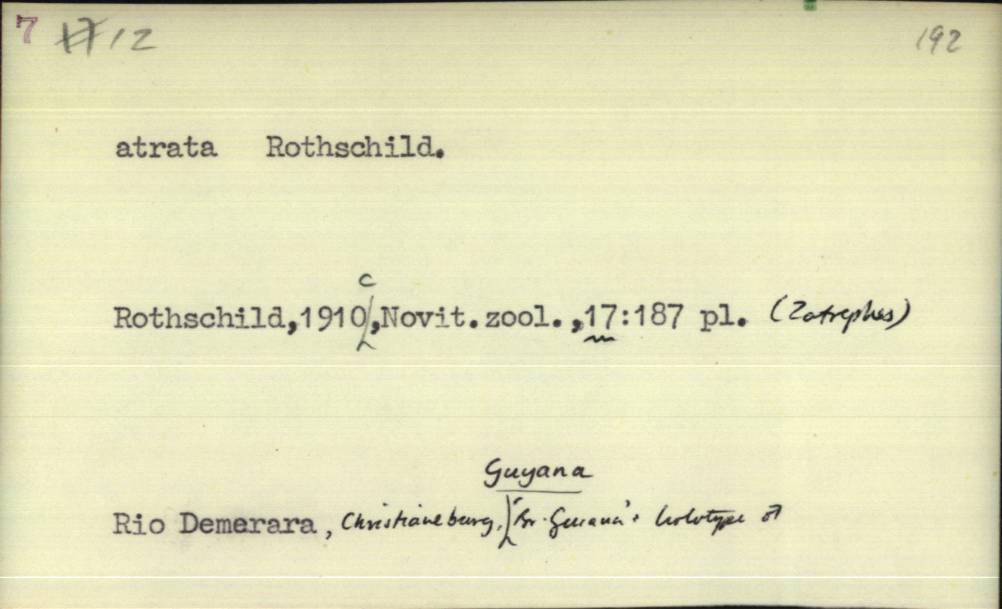 7 17 12 192
atrata Rothschild.
c
Rothschild,1910,Novit.zool.,17:187 pl. (Zatrephes)
Guyana
Rio Demerara, Christianeburg, 'Br. Guiana'. holotype ♂